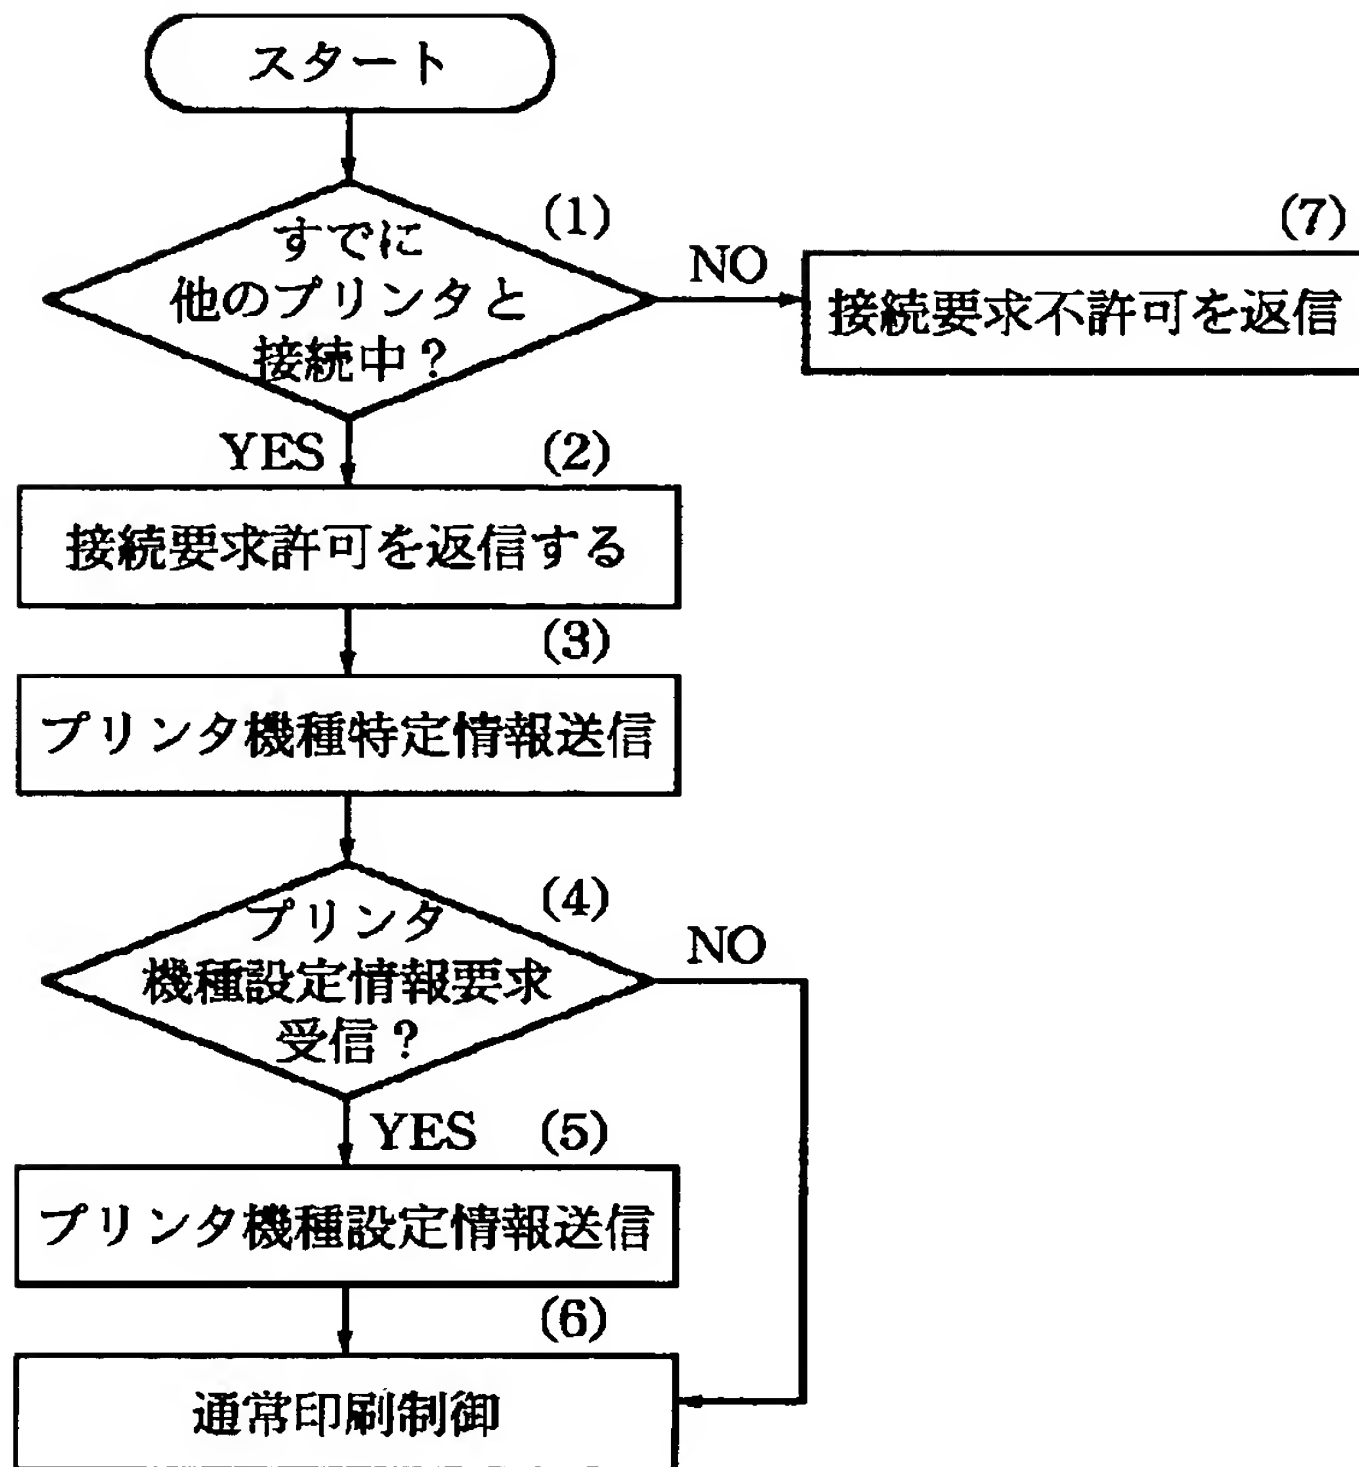 スタート
(1)
すでに
他のプリンタと
接続中?
NO
(7)
接続要求不許可を返信
YES
(2)
接続要求許可を返信する
(3)
プリンタ機種特定情報送信
(4)
プリンタ
機種設定情報要求
受信?
NO
YES
(5)
プリンタ機種設定情報送信
(6)
通常印刷制御